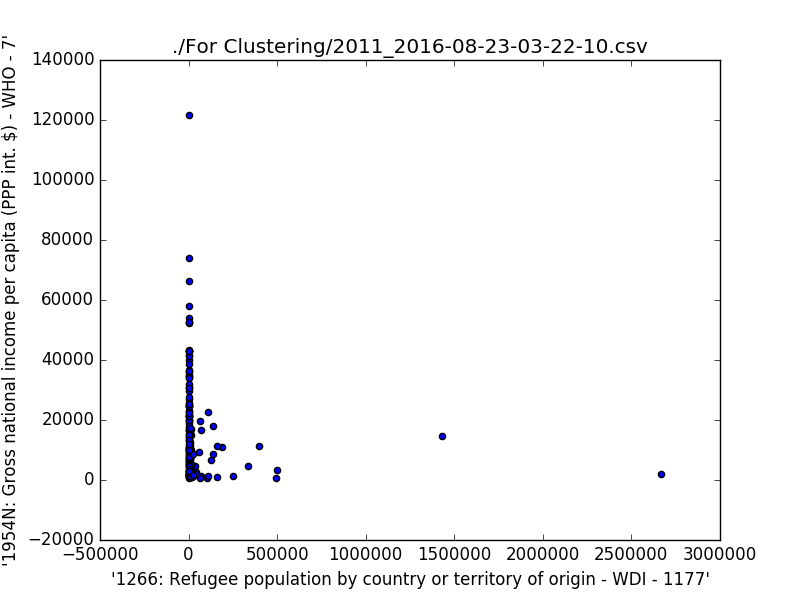 ./For Clustering/2011_2016-08-23-03-22-10.csv
'1954N: Gross national income per capita (PPP int. $) - WHO - 7'
140000
120000
100000
80000
60000
40000
20000
0
−20000
−500000 0 500000 1000000 1500000 2000000 2500000 3000000
'1266: Refugee population by country or territory of origin - WDI - 1177'